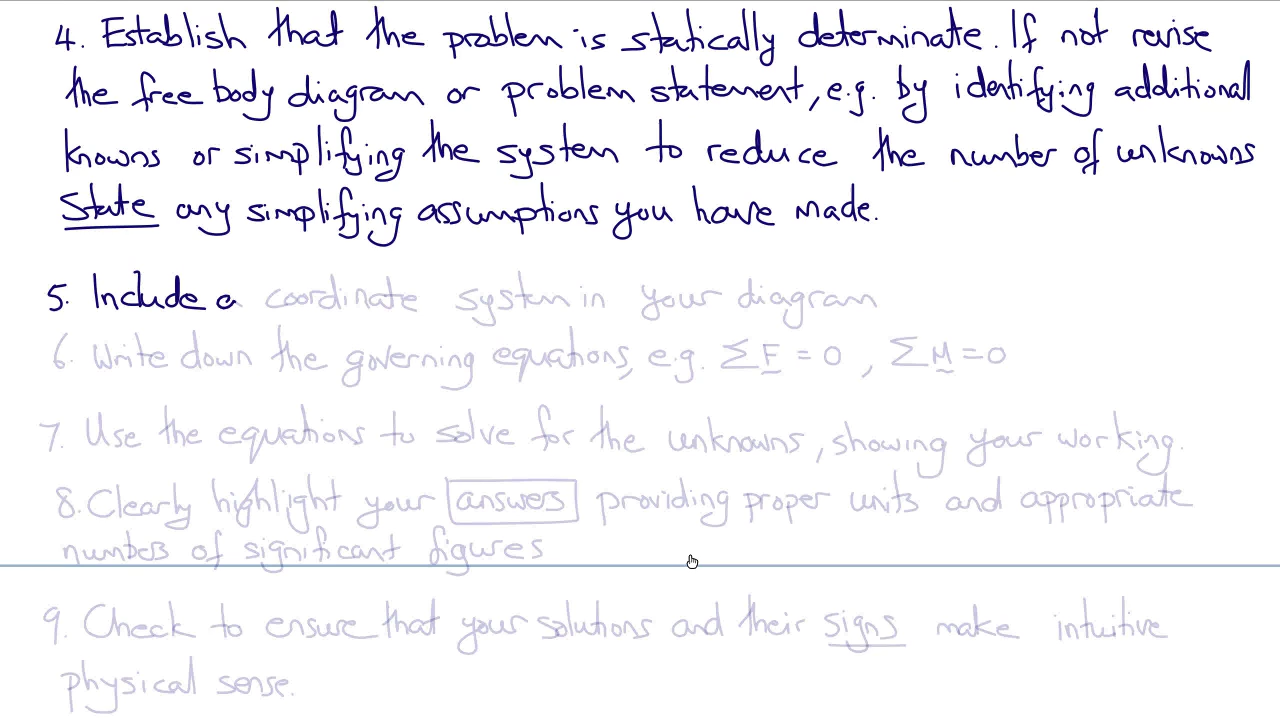 4. Establish that the problem is statically determinate. If not revise
the free body diagram or problem statement, e.g. by identifying additional
knowns or simplifying the system to reduce the number of unknowns
State any simplifying assumptions you have made.
5. Include a coordinate system in your diagram
6. Write down the governing equations, e.g. ΣF = 0, ΣM = 0
7. Use the equations to solve for the unknowns, showing your working.
8. Clearly highlight your answers providing proper units and appropriate
numbers of significant figures
9. Check to ensure that your solutions and their signs make intuitive
physical sense.